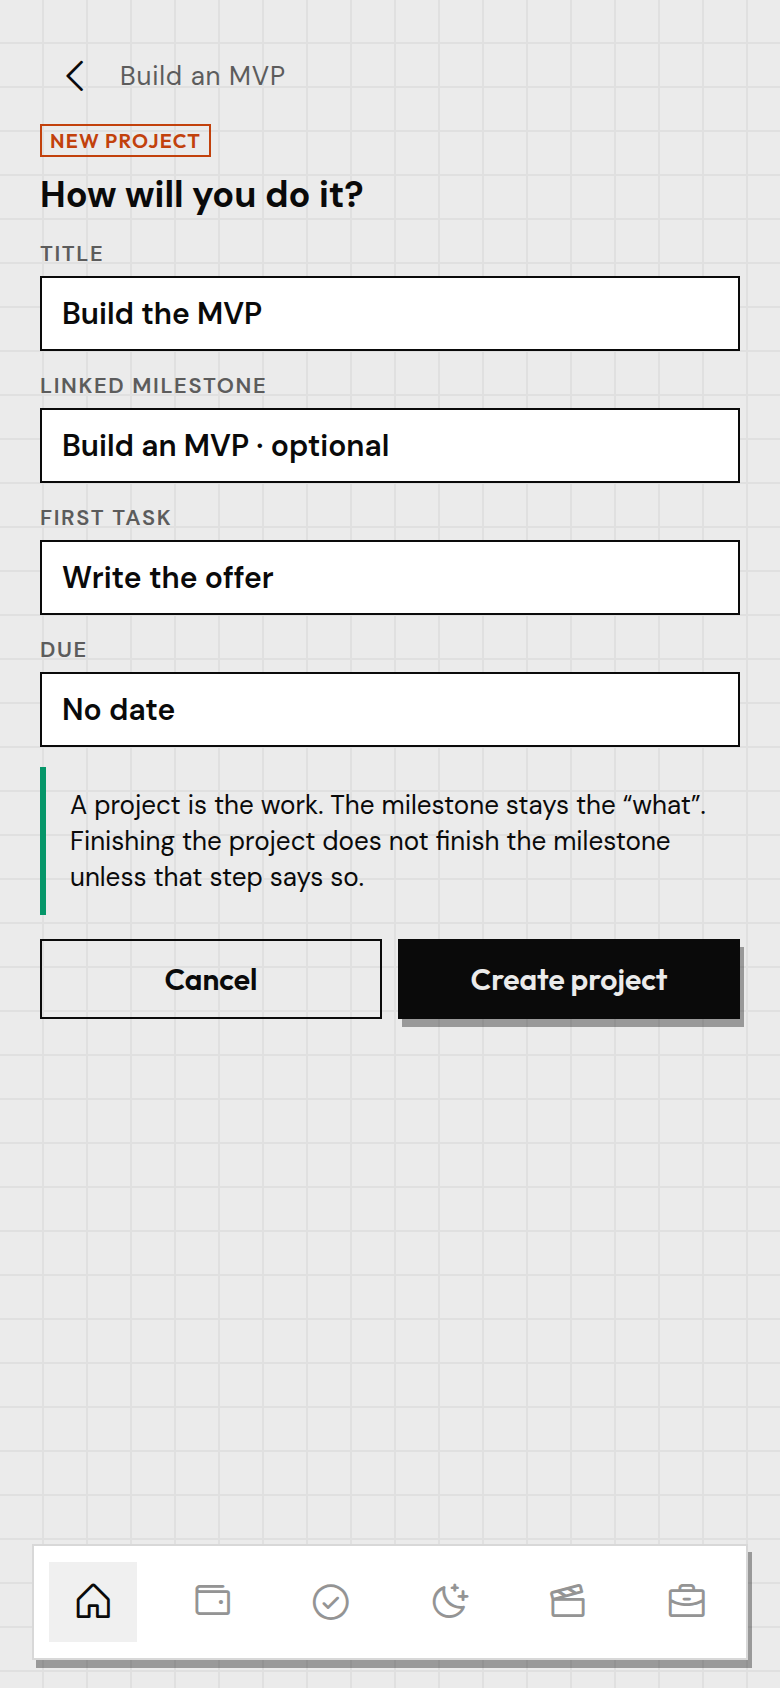 Build an MVP
NEW PROJECT
How will you do it?
TITLE
Build the MVP
LINKED MILESTONE
Build an MVP · optional
FIRST TASK
Write the offer
DUE
No date
A project is the work. The milestone stays the “what”.
Finishing the project does not finish the milestone
unless that step says so.
Cancel
Create project